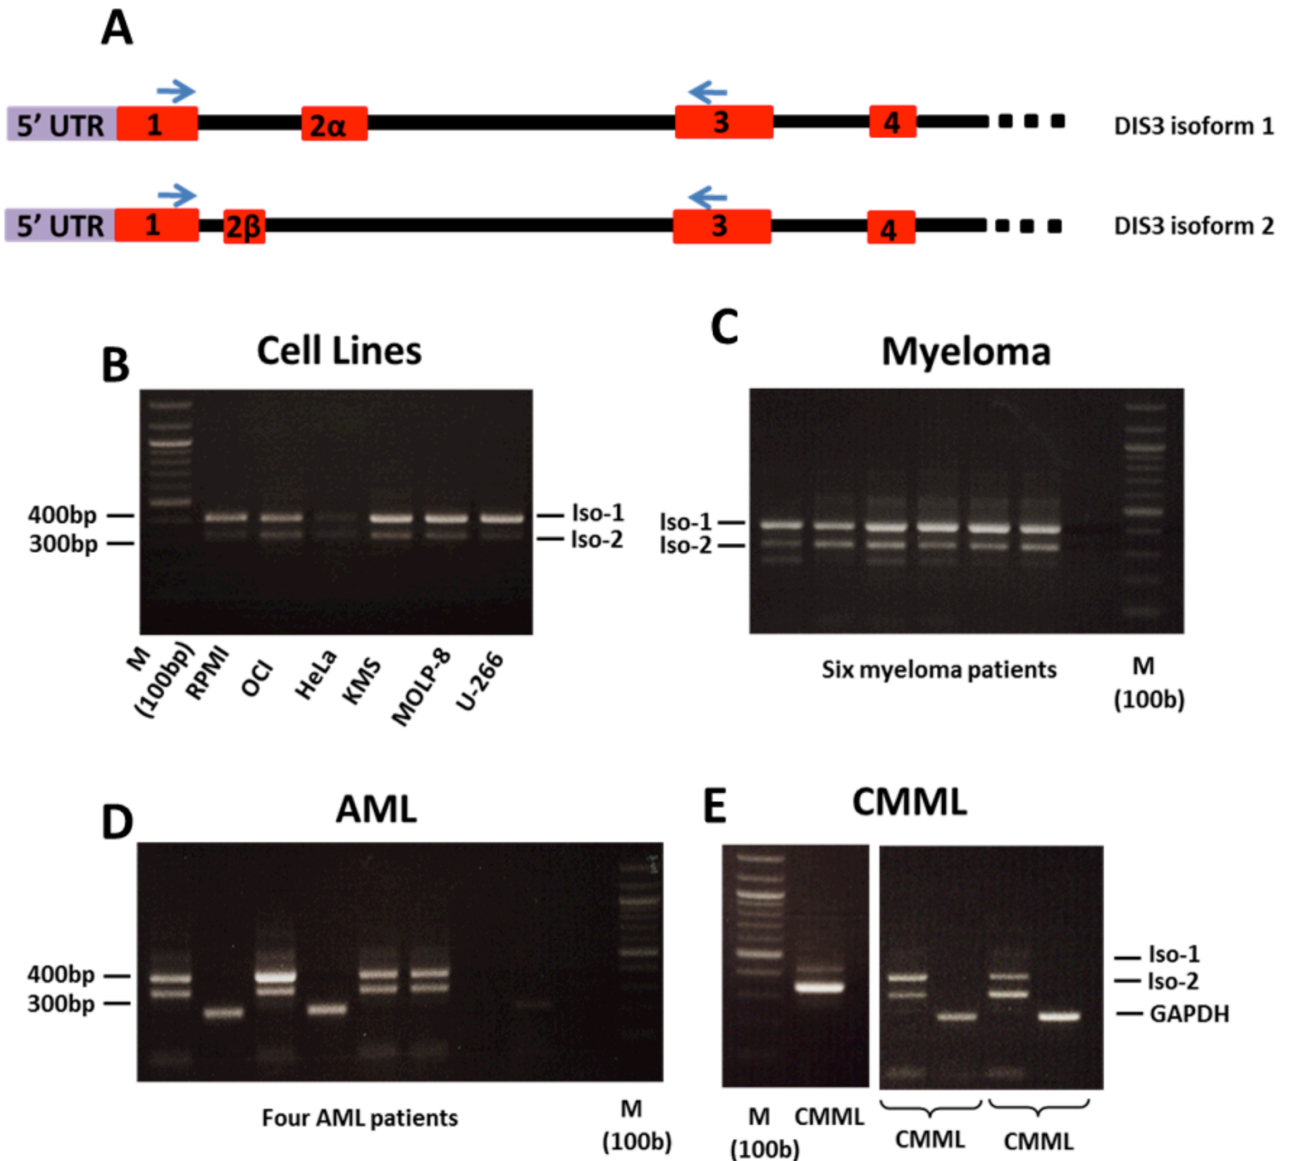 A
5' UTR 1 2α 3 4 DIS3 isoform 1
5' UTR 1 2β 3 4 DIS3 isoform 2
B
Cell Lines
400bp
300bp
Iso-1
Iso-2
M
(100bp)
RPMI
OCI
HeLa
KMS
MOLP-8
U-266
C
Myeloma
Iso-1
Iso-2
Six myeloma patients
M
(100b)
D
AML
400bp
300bp
Four AML patients
M
(100b)
E
CMML
Iso-1
Iso-2
GAPDH
M
(100b)
CMML
CMML
CMML